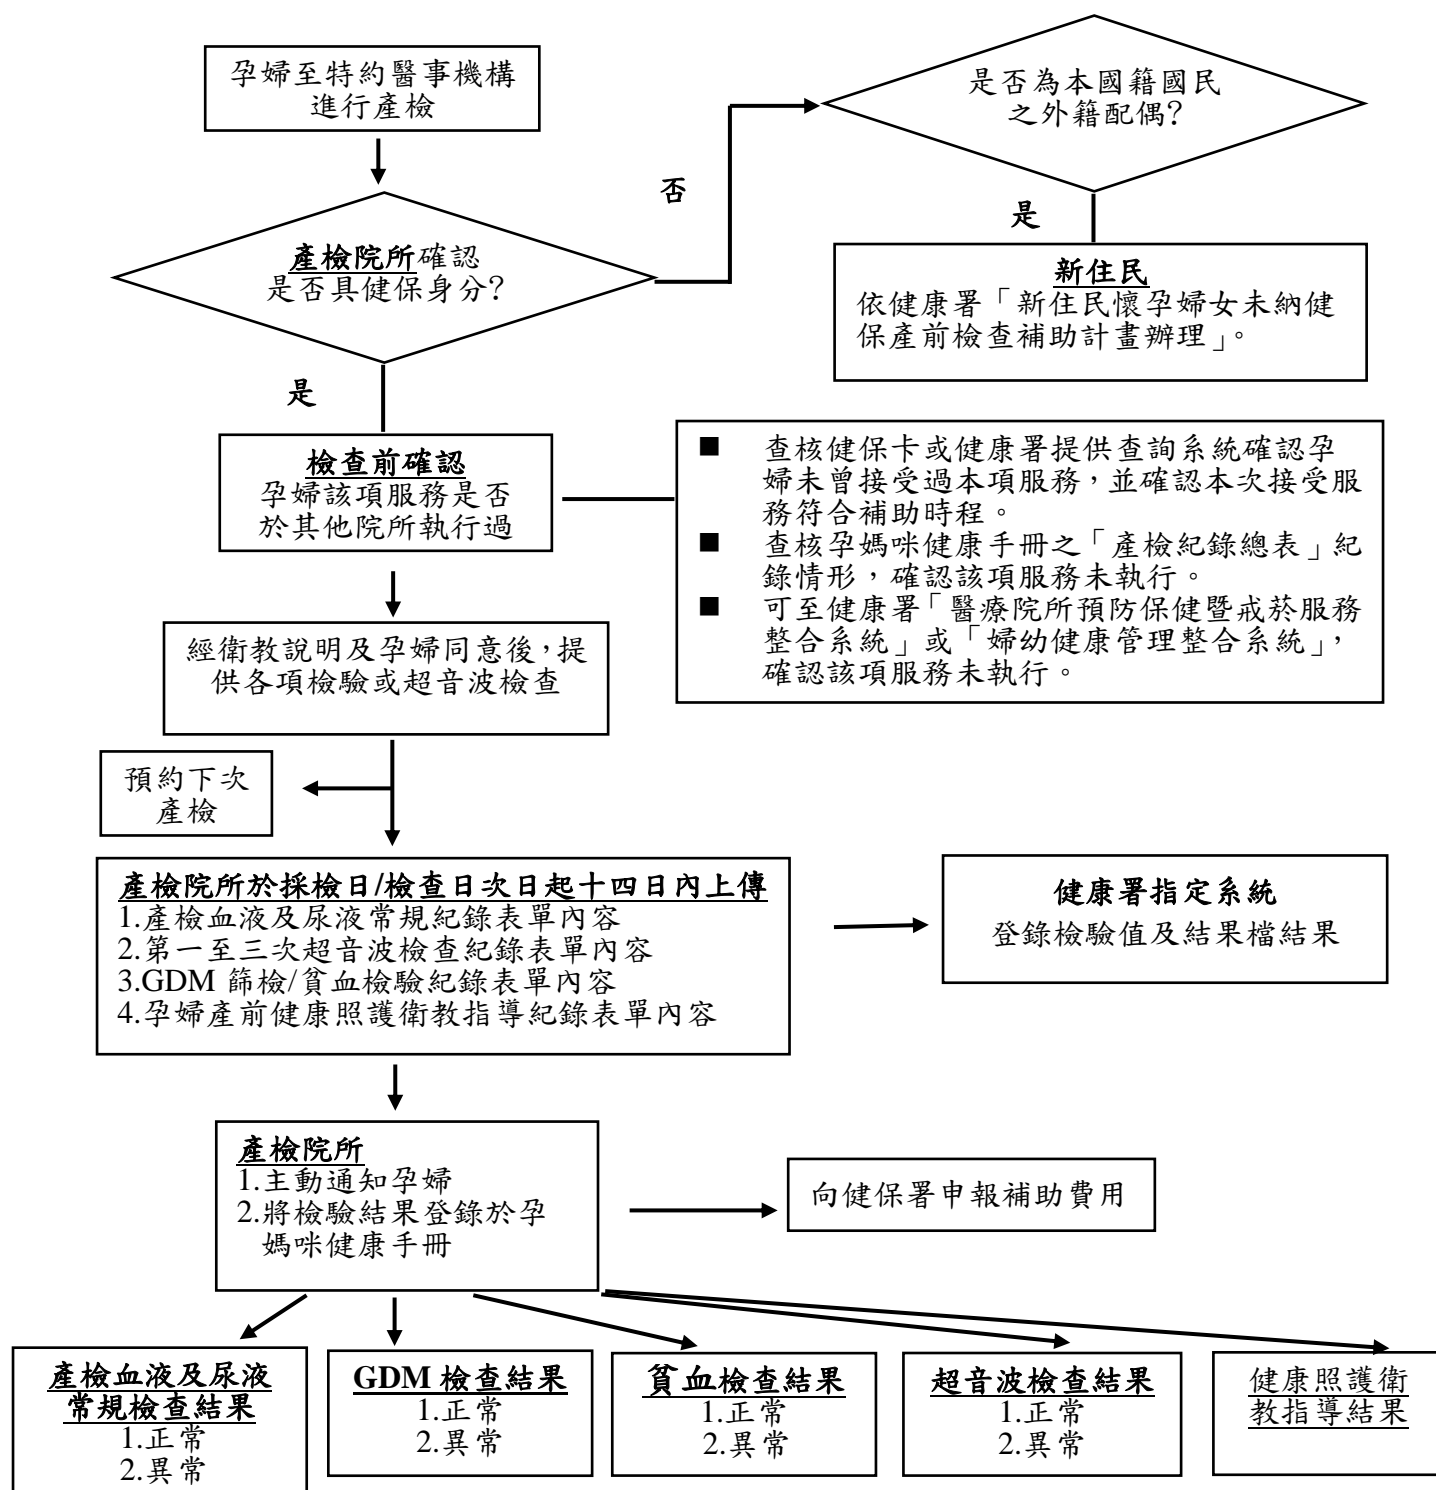 孕婦至特約醫事機構
進行產檢
是否為本國籍國民
之外籍配偶?
否
是
產檢院所確認
是否具健保身分?
新住民
依健康署「新住民懷孕婦女未納健
保產前檢查補助計畫辦理」。
是
檢查前確認
孕婦該項服務是否
於其他院所執行過
■ 查核健保卡或健康署提供查詢系統確認孕
婦未曾接受過本項服務，並確認本次接受服
務符合補助時程。
■ 查核孕媽咪健康手冊之「產檢紀錄總表」紀
錄情形，確認該項服務未執行。
■ 可至健康署「醫療院所預防保健暨戒菸服務
整合系統」或「婦幼健康管理整合系統」，
確認該項服務未執行。
經衛教說明及孕婦同意後，提
供各項檢驗或超音波檢查
預約下次
產檢
產檢院所於採檢日/檢查日次日起十四日內上傳
1.產檢血液及尿液常規紀錄表單內容
2.第一至三次超音波檢查紀錄表單內容
3.GDM 篩檢/貧血檢驗紀錄表單內容
4.孕婦產前健康照護衛教指導紀錄表單內容
健康署指定系統
登錄檢驗值及結果檔結果
產檢院所
1.主動通知孕婦
2.將檢驗結果登錄於孕
媽咪健康手冊
向健保署申報補助費用
產檢血液及尿液
常規檢查結果
1.正常
2.異常
GDM 檢查結果
1.正常
2.異常
貧血檢查結果
1.正常
2.異常
超音波檢查結果
1.正常
2.異常
健康照護衛
教指導結果